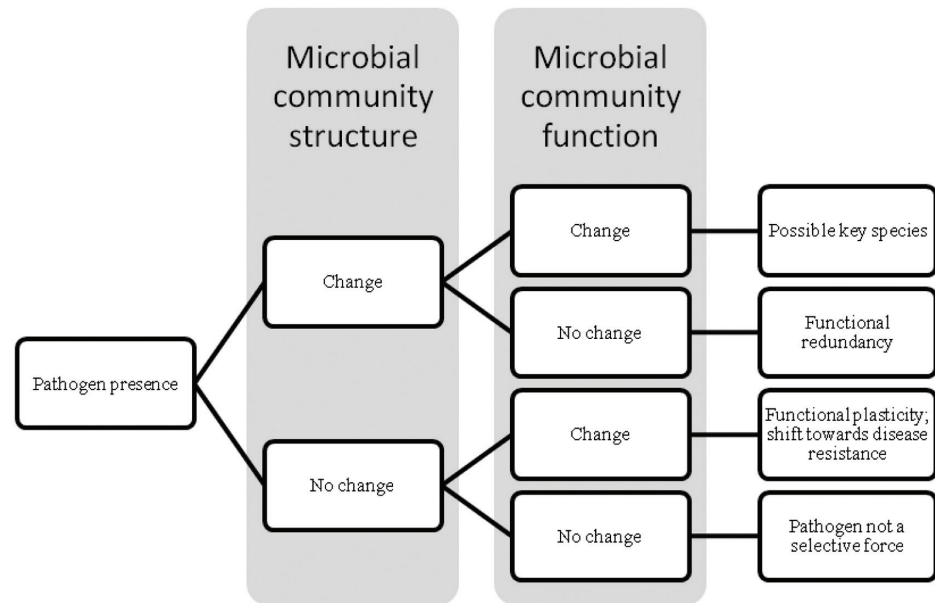 Microbial
community
structure
Microbial
community
function
Change
Possible key species
Change
No change
Functional
redundancy
Pathogen presence
Change
Functional plasticity;
shift towards disease
resistance
No change
No change
Pathogen not a
selective force